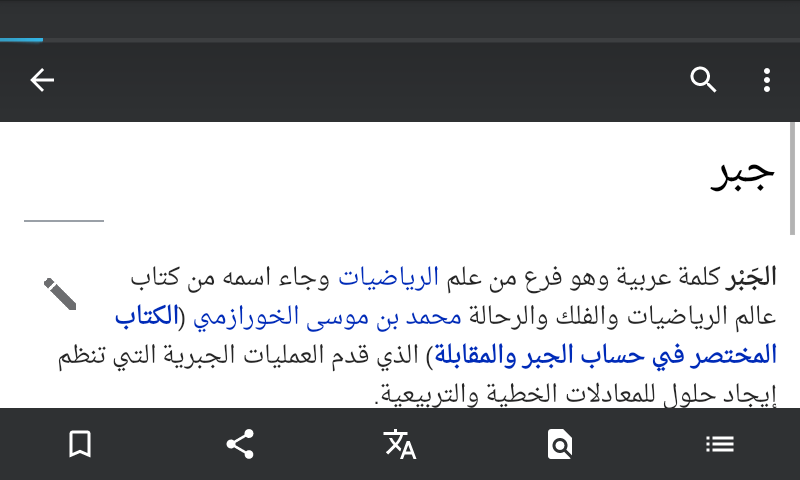 جبر
الجَبْر كلمة عربية وهو فرع من علم الرياضيات وجاء اسمه من كتاب
عالم الرياضيات والفلك والرحالة محمد بن موسى الخورازمي (الكتاب
المختصر في حساب الجبر والمقابلة) الذي قدم العمليات الجبرية التي تنظم
إيجاد حلول للمعادلات الخطية والتربيعية.